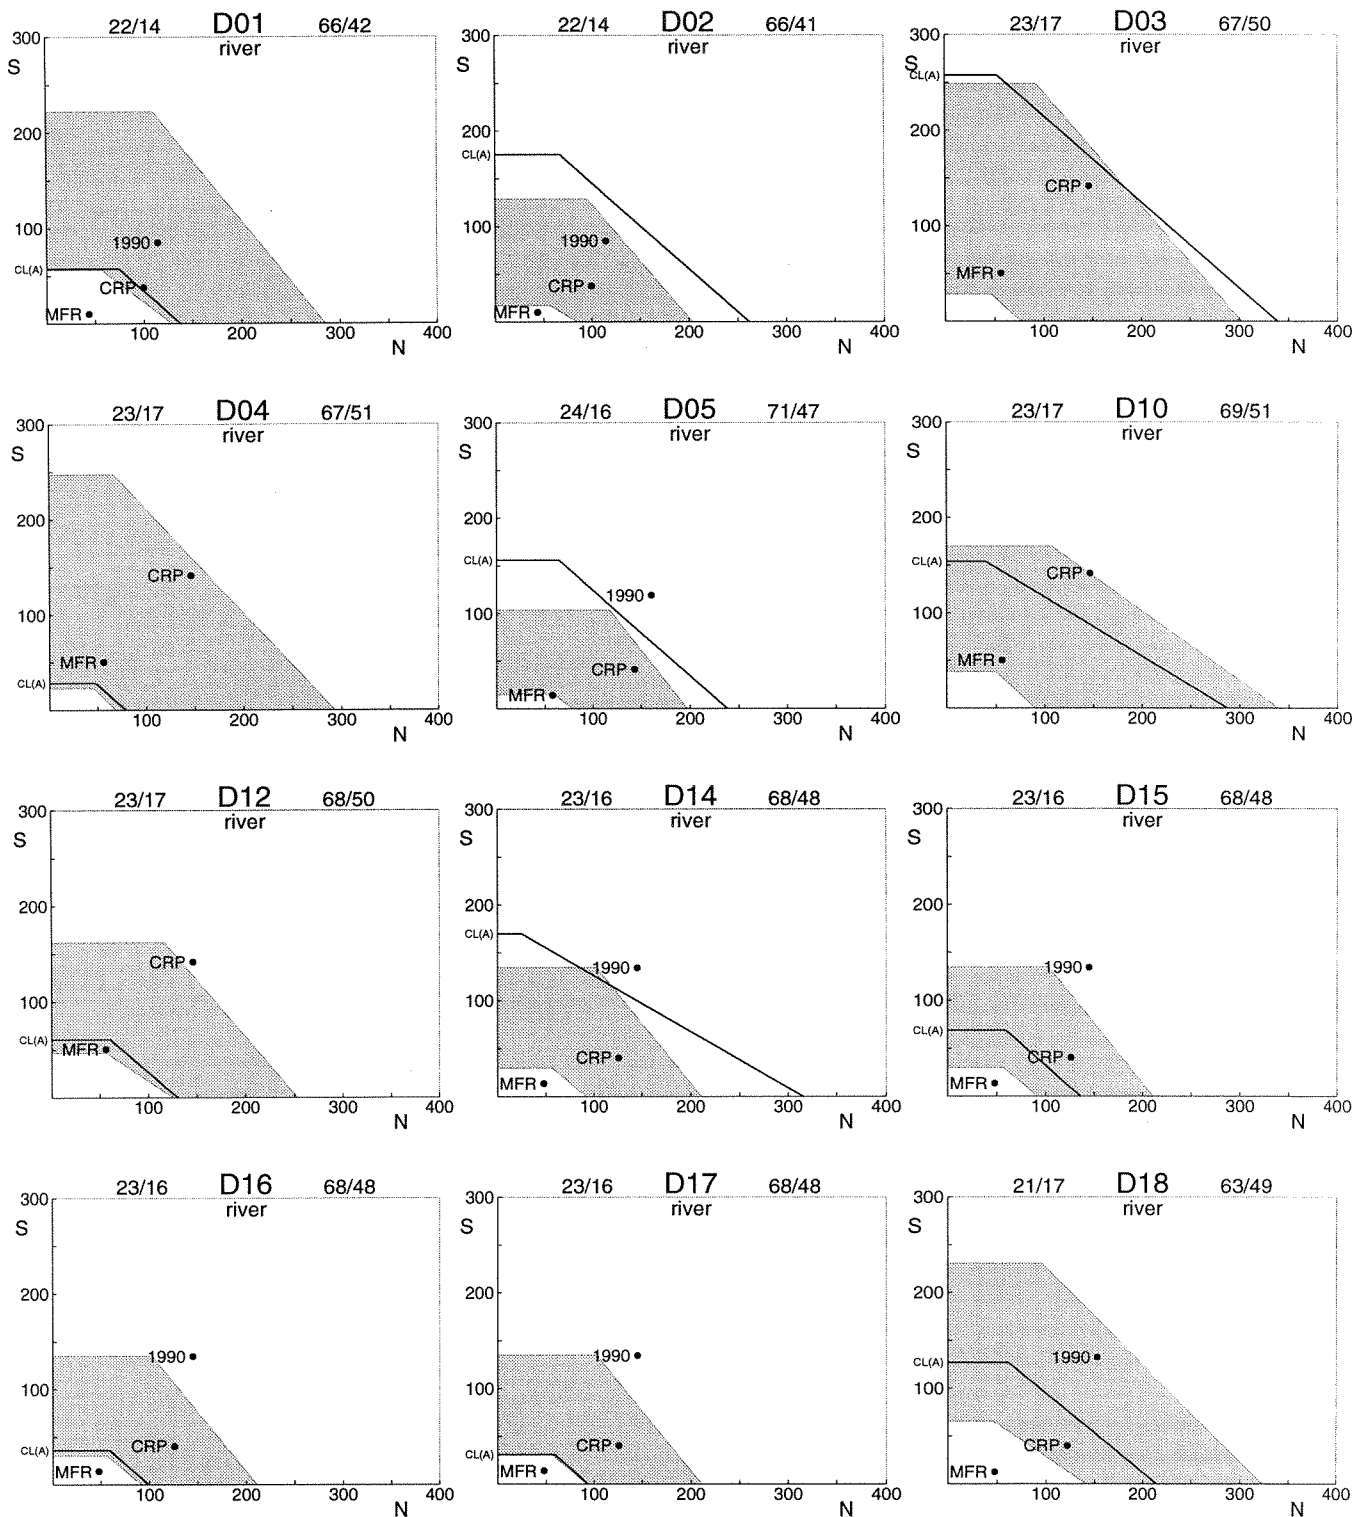 22/14 D01 66/42
river
300
S
200
1990
100
CL(A)
CRP
MFR
100 200 300 400
N
22/14 D02 66/41
river
300
S
200
CL(A)
100
1990
CRP
MFR
100 200 300 400
N
23/17 D03 67/50
river
300
S
CL(A)
200
CRP
100
MFR
100 200 300 400
N
23/17 D04 67/51
river
300
S
200
CRP
100
MFR
CL(A)
100 200 300 400
N
24/16 D05 71/47
river
300
S
200
CL(A)
1990
100
CRP
MFR
100 200 300 400
N
23/17 D10 69/51
river
300
S
200
CL(A)
CRP
100
MFR
100 200 300 400
N
23/17 D12 68/50
river
300
S
200
CRP
100
CL(A)
MFR
100 200 300 400
N
23/16 D14 68/48
river
300
S
200
CL(A)
1990
100
CRP
MFR
100 200 300 400
N
23/16 D15 68/48
river
300
S
200
1990
100
CL(A)
CRP
MFR
100 200 300 400
N
23/16 D16 68/48
river
300
S
200
1990
100
CL(A)
CRP
MFR
100 200 300 400
N
23/16 D17 68/48
river
300
S
200
1990
100
CL(A)
CRP
MFR
100 200 300 400
N
21/17 D18 63/49
river
300
S
200
CL(A)
1990
100
CRP
MFR
100 200 300 400
N